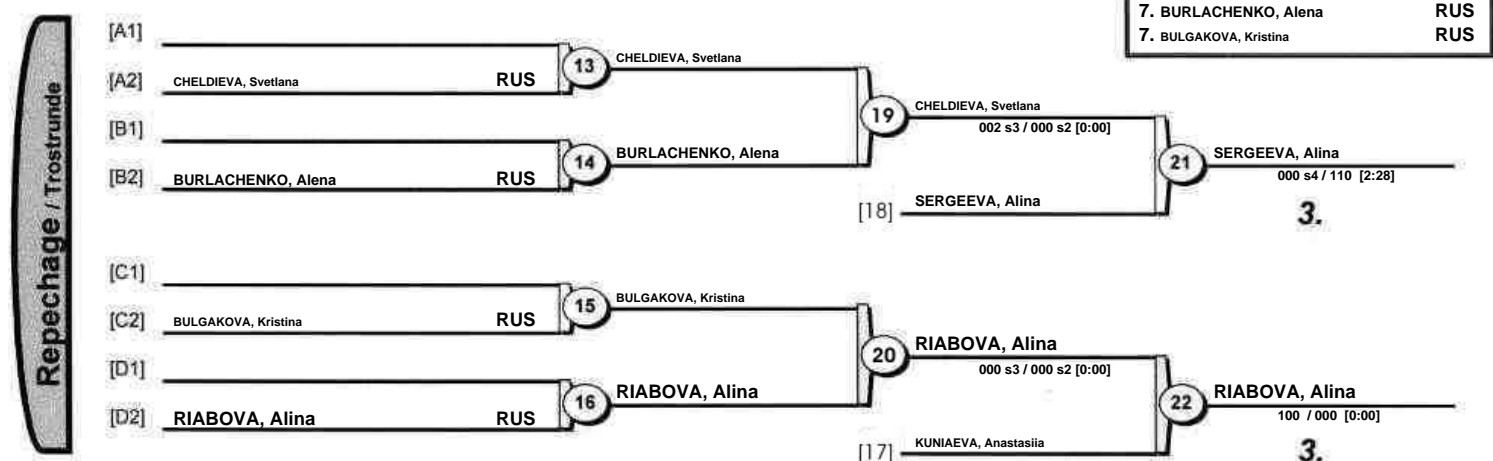 7. BURLACHENKO, Alena RUS
7. BULGAKOVA, Kristina RUS
Repechage / Trostrunde
[A1]
[A2] CHELDIEVA, Svetlana RUS
13 CHELDIEVA, Svetlana
[B1]
[B2] BURLACHENKO, Alena RUS
14 BURLACHENKO, Alena
19 CHELDIEVA, Svetlana
002 s3 / 000 s2 [0:00]
[18] SERGEEVA, Alina
21 SERGEEVA, Alina
000 s4 / 110 [2:28]
3.
[C1]
[C2] BULGAKOVA, Kristina RUS
15 BULGAKOVA, Kristina
[D1]
[D2] RIABOVA, Alina RUS
16 RIABOVA, Alina
20 RIABOVA, Alina
000 s3 / 000 s2 [0:00]
[17] KUNIAEVA, Anastasiia
22 RIABOVA, Alina
100 / 000 [0:00]
3.